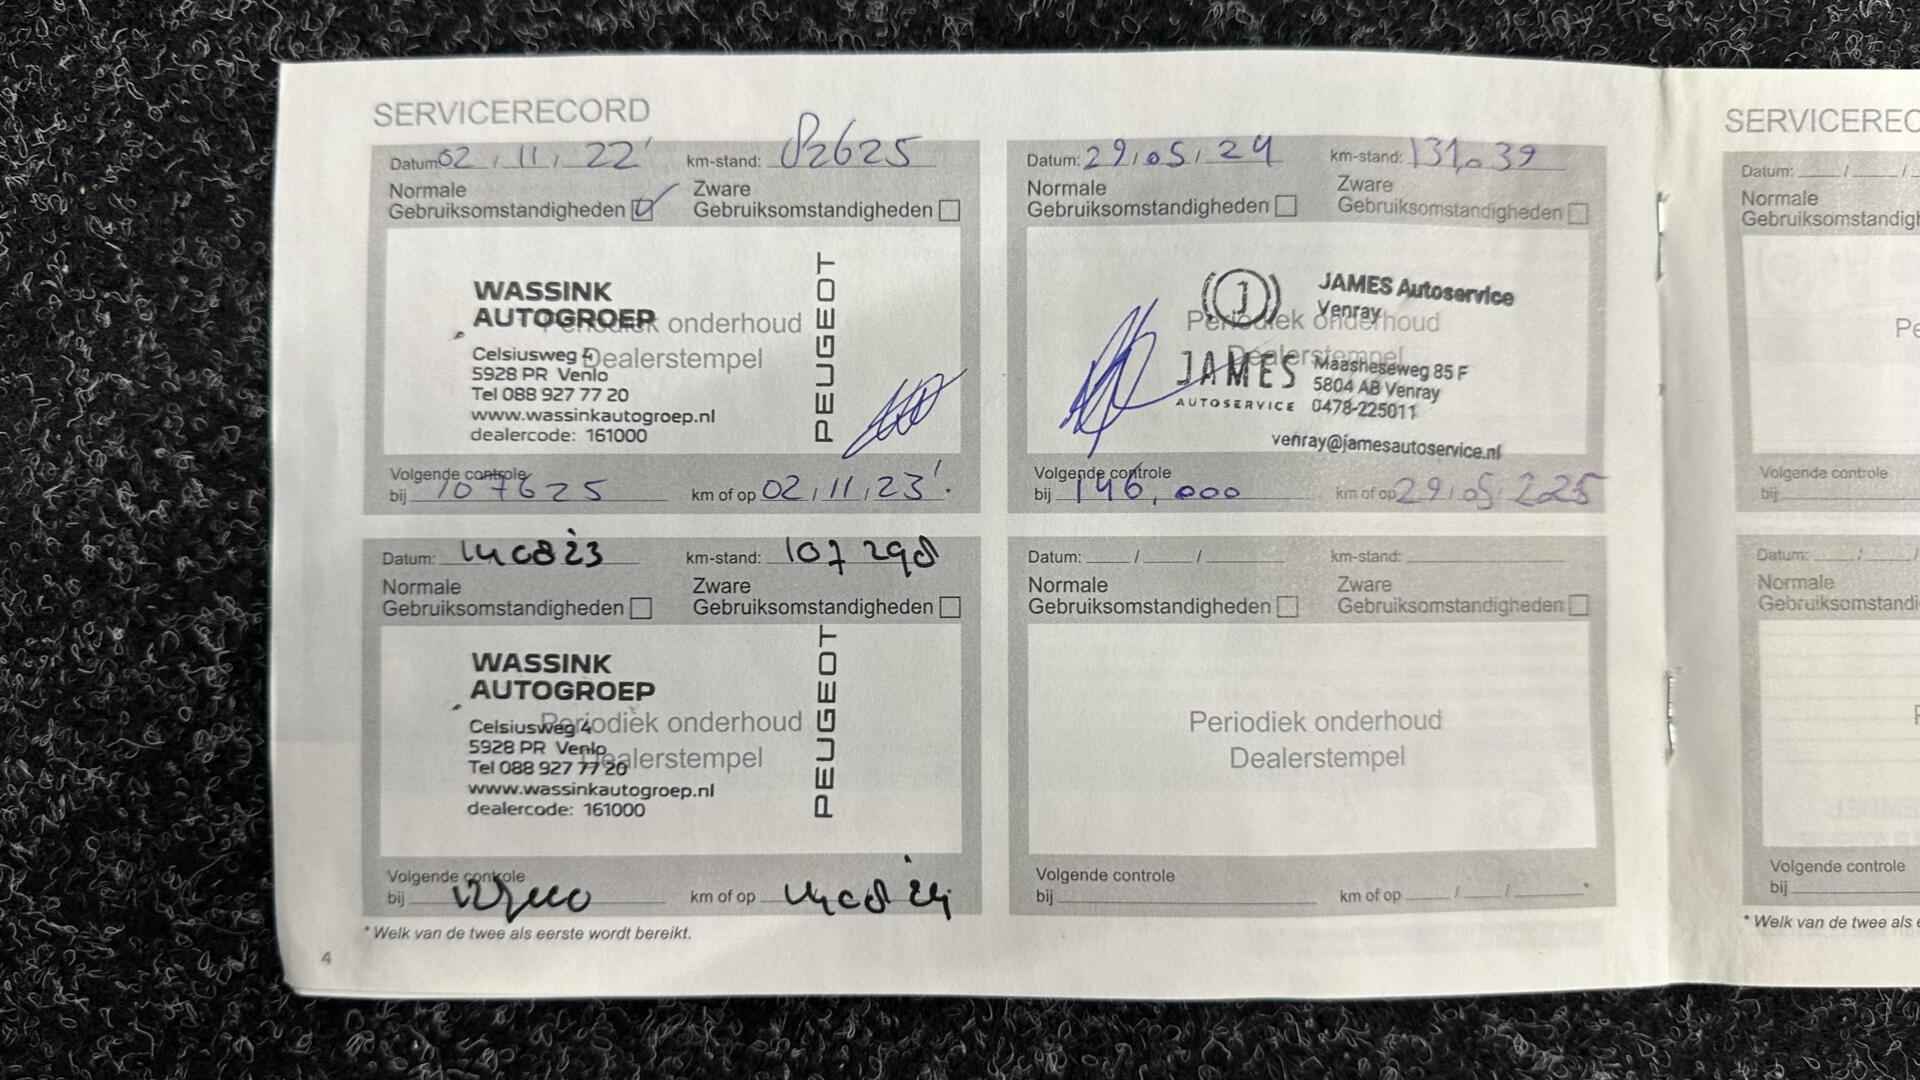 SERVICERECORD
Datum: 02 / 11 / 22' km-stand: 82625
Normale Gebruiksomstandigheden
Zware Gebruiksomstandigheden
WASSINK
AUTOGROEP
Periodiek onderhoud
Dealerstempel
Celsiusweg 4
5928 PR Venlo
Tel 088 927 77 20
www.wassinkautogroep.nl
dealercode: 161000
PEUGEOT
Volgende controle
bij 107625 km of op 02 / 11 / 23'
Datum: km-stand: 107298
Normale Gebruiksomstandigheden
Zware Gebruiksomstandigheden
WASSINK
AUTOGROEP
Periodiek onderhoud
Dealerstempel
Celsiusweg 4
5928 PR Venlo
Tel 088 927 77 20
www.wassinkautogroep.nl
dealercode: 161000
PEUGEOT
Volgende controle
bij km of op
* Welk van de twee als eerste wordt bereikt.
4
Datum: 29 / 05 / 24 km-stand:
Normale Gebruiksomstandigheden
Zware Gebruiksomstandigheden
J
JAMES
AUTOSERVICE
JAMES Autoservice
Venray
Periodiek onderhoud
Dealerstempel
Maasheseweg 85 F
5804 AB Venray
0478-225011
venray@jamesautoservice.nl
Volgende controle
bij 146,000 km of op 29 / 05 /
Datum: / / km-stand:
Normale Gebruiksomstandigheden
Zware Gebruiksomstandigheden
Periodiek onderhoud
Dealerstempel
Volgende controle
bij km of op / /
SERVICEREC
Datum: / /
Normale
Gebruiksomstandigh
Pe
Volgende controle
bij
Datum: / /
Normale
Gebruiksomstandi
Volgende controle
bij
* Welk van de twee als